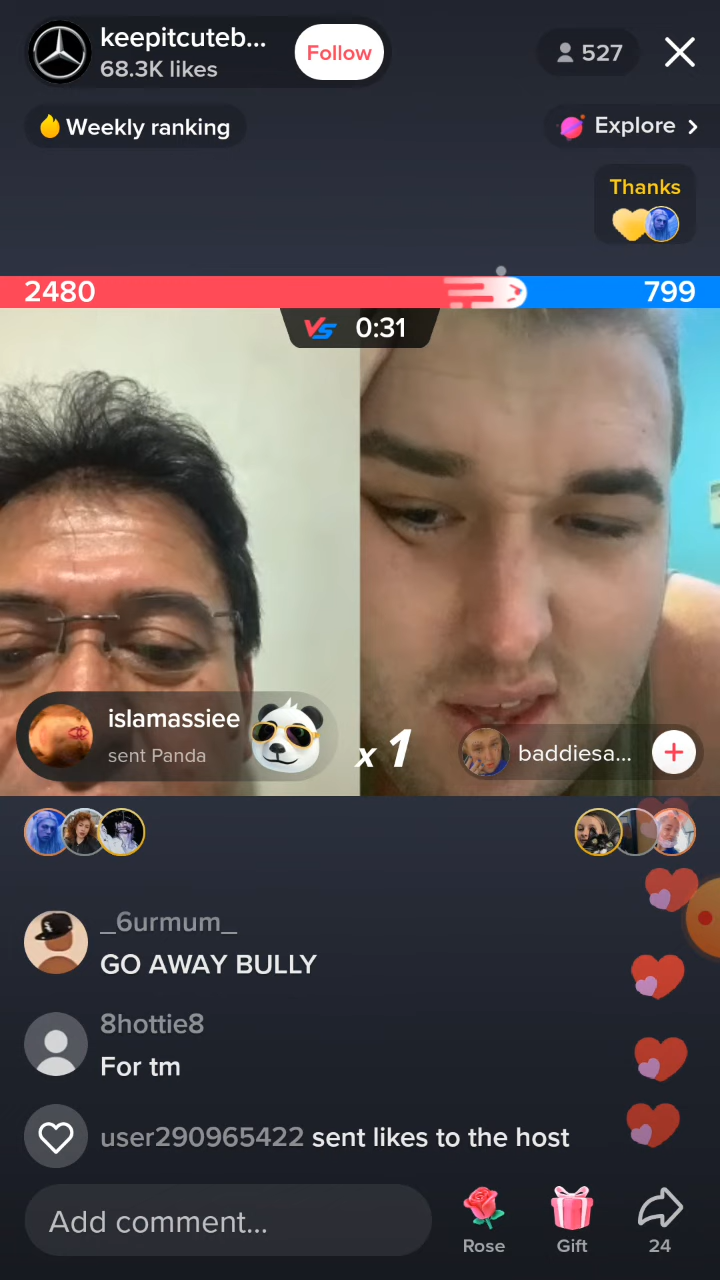 keepitcuteb...
68.3K likes
Follow
527
Weekly ranking
Explore
Thanks
2480
799
VS 0:31
islamassiee
sent Panda
x 1
baddiesa...
_6urmum_
GO AWAY BULLY
8hottie8
For tm
user290965422 sent likes to the host
Add comment...
Rose
Gift
24